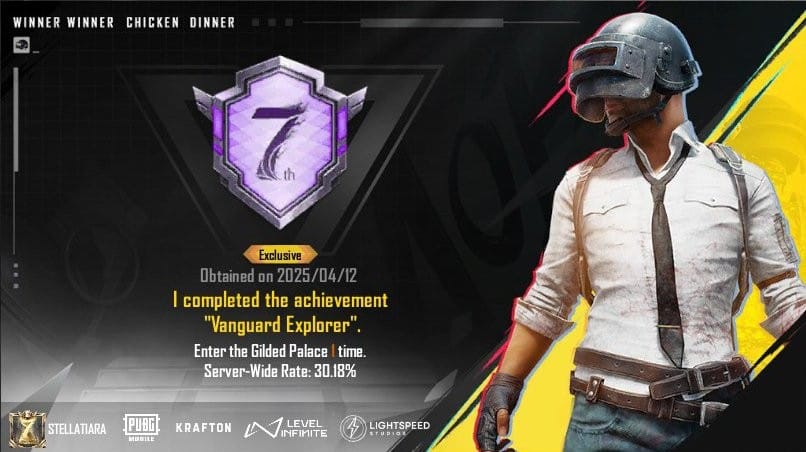 WINNER WINNER CHICKEN DINNER
7th
Exclusive
Obtained on 2025/04/12
I completed the achievement
"Vanguard Explorer".
Enter the Gilded Palace 1 time.
Server-Wide Rate: 30.18%
7 STELLATIARA
PUBG MOBILE
KRAFTON
LEVEL INFINITE
LIGHTSPEED STUDIOS